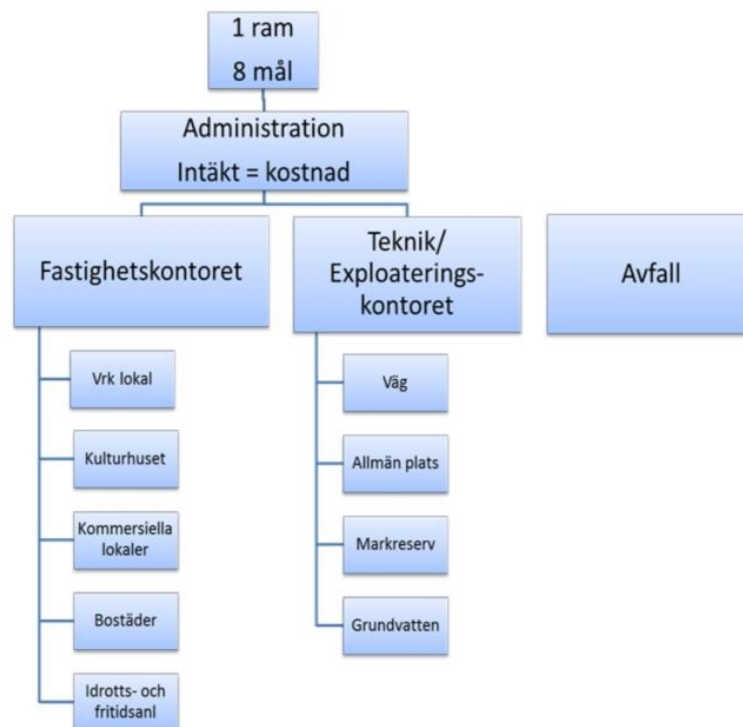 1 ram
8 mål
Administration
Intäkt = kostnad
Fastighetskontoret
Teknik/
Exploaterings-
kontoret
Avfall
Vrk lokal
Kulturhuset
Kommersiella
lokaler
Bostäder
Idrotts- och
fritidsanl
Väg
Allmän plats
Markreserv
Grundvatten